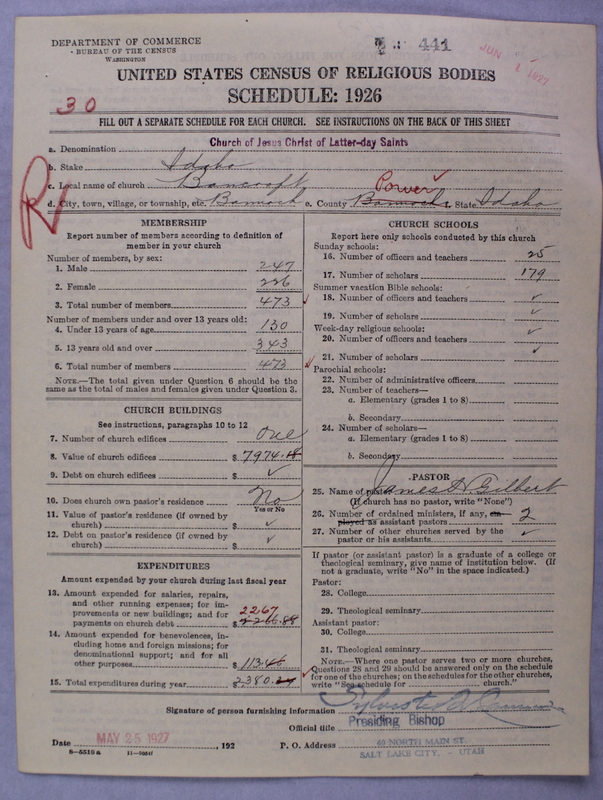 DEPARTMENT OF COMMERCE
BUREAU OF THE CENSUS
WASHINGTON
441
JUN 1 1927
UNITED STATES CENSUS OF RELIGIOUS BODIES
SCHEDULE: 1926
30
FILL OUT A SEPARATE SCHEDULE FOR EACH CHURCH. SEE INSTRUCTIONS ON THE BACK OF THIS SHEET
a. Denomination Church of Jesus Christ of Latter-day Saints
b. Stake Idaho
c. Local name of church Bancroft
R
Power
d. City, town, village, or township, etc. Bannock e. County Bannock State Idaho
MEMBERSHIP
Report number of members according to definition of
member in your church
Number of members, by sex:
1. Male 247
2. Female 226
3. Total number of members 473
Number of members under and over 13 years old:
4. Under 13 years of age 130
5. 13 years old and over 343
6. Total number of members 473
NOTE.—The total given under Question 6 should be
same as the total of males and females given under Question 3.
CHURCH BUILDINGS
See instructions, paragraphs 10 to 12
7. Number of church edifices One
8. Value of church edifices $ 7974.18
9. Debt on church edifices $ ✓
10. Does church own pastor's residence No
Yes or No
11. Value of pastor's residence (if owned by
church) $ ✓
12. Debt on pastor's residence (if owned by
church) $ ✓
EXPENDITURES
Amount expended by your church during last fiscal year
13. Amount expended for salaries, repairs,
and other running expenses; for im-
provements or new buildings; and for
payments on church debt $ 2267
2266.88
14. Amount expended for benevolences, in-
cluding home and foreign missions; for
denominational support; and for all
other purposes $ 113.46
15. Total expenditures during year $ 2380
CHURCH SCHOOLS
Report here only schools conducted by this church
Sunday schools:
16. Number of officers and teachers 25
17. Number of scholars 179
Summer vacation Bible schools:
18. Number of officers and teachers ✓
19. Number of scholars ✓
Week-day religious schools: ✓
20. Number of officers and teachers
21. Number of scholars ✓
Parochial schools:
22. Number of administrative officers
23. Number of teachers—
a. Elementary (grades 1 to 8)
b. Secondary
24. Number of scholars—
a. Elementary (grades 1 to 8)
b. Secondary
PASTOR
25. Name of pastor James H. Gilbert
(If church has no pastor, write "None")
26. Number of ordained ministers, if any, em-
ployed as assistant pastors 2
27. Number of other churches served by the
pastor or his assistants ✓
If pastor (or assistant pastor) is a graduate of a college or
theological seminary, give name of institution below. (If
not a graduate, write "No" in the space indicated.)
Pastor:
28. College
29. Theological seminary
Assistant pastor:
30. College
31. Theological seminary
NOTE.—Where one pastor serves two or more churches,
Questions 28 and 29 should be answered only on the schedule
for one of the churches; on the schedules for the other churches,
write "See schedule for church."
Signature of person furnishing information Sylvester Q. Cannon
Official title Presiding Bishop
Date MAY 25 1927, 192 P. O. Address 40 NORTH MAIN ST.
SALT LAKE CITY, - UTAH